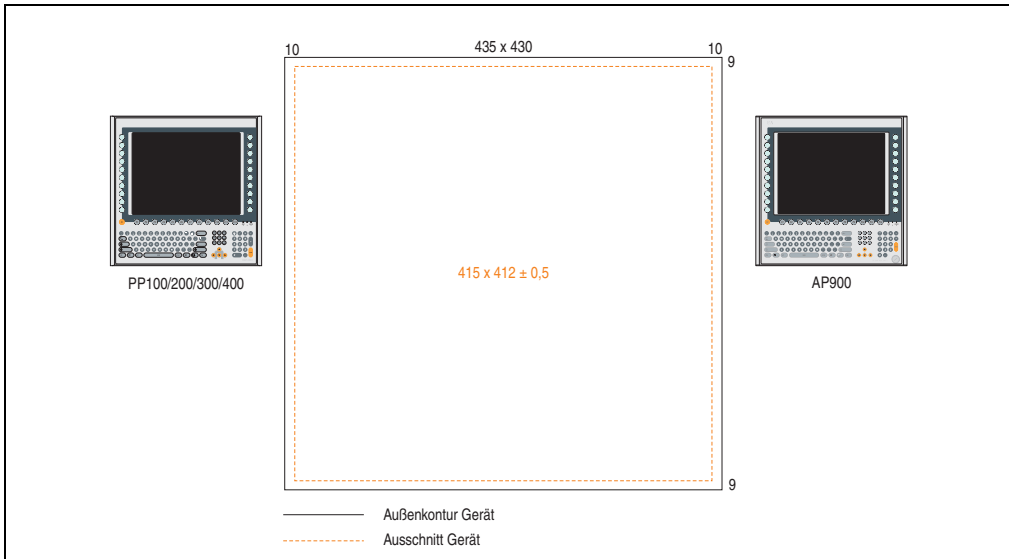 10
435 x 430
10
9
415 x 412 ± 0,5
PP100/200/300/400
AP900
9
Außenkontur Gerät
Ausschnitt Gerät